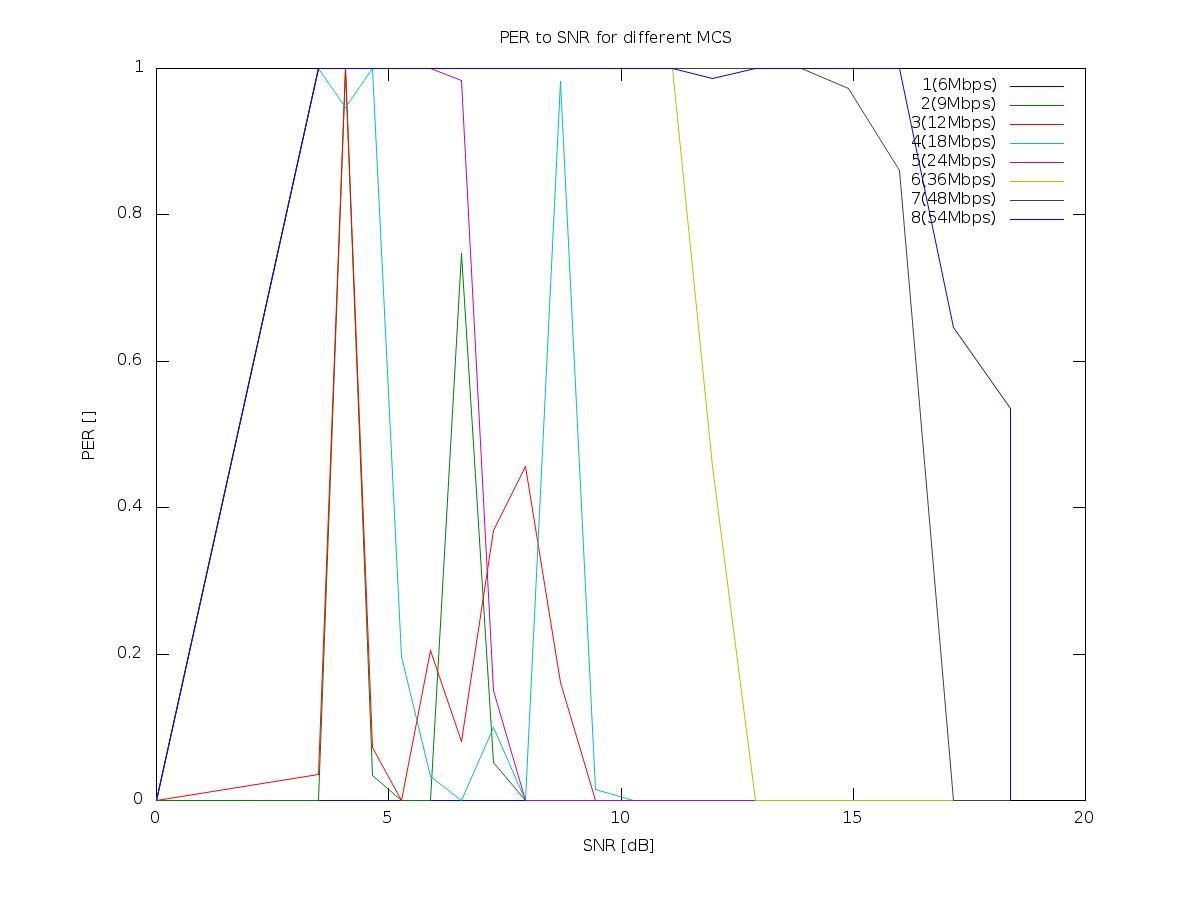 PER to SNR for different MCS
1
0.8
0.6
0.4
0.2
0
PER []
1(6Mbps)
2(9Mbps)
3(12Mbps)
4(18Mbps)
5(24Mbps)
6(36Mbps)
7(48Mbps)
8(54Mbps)
0 5 10 15 20
SNR [dB]